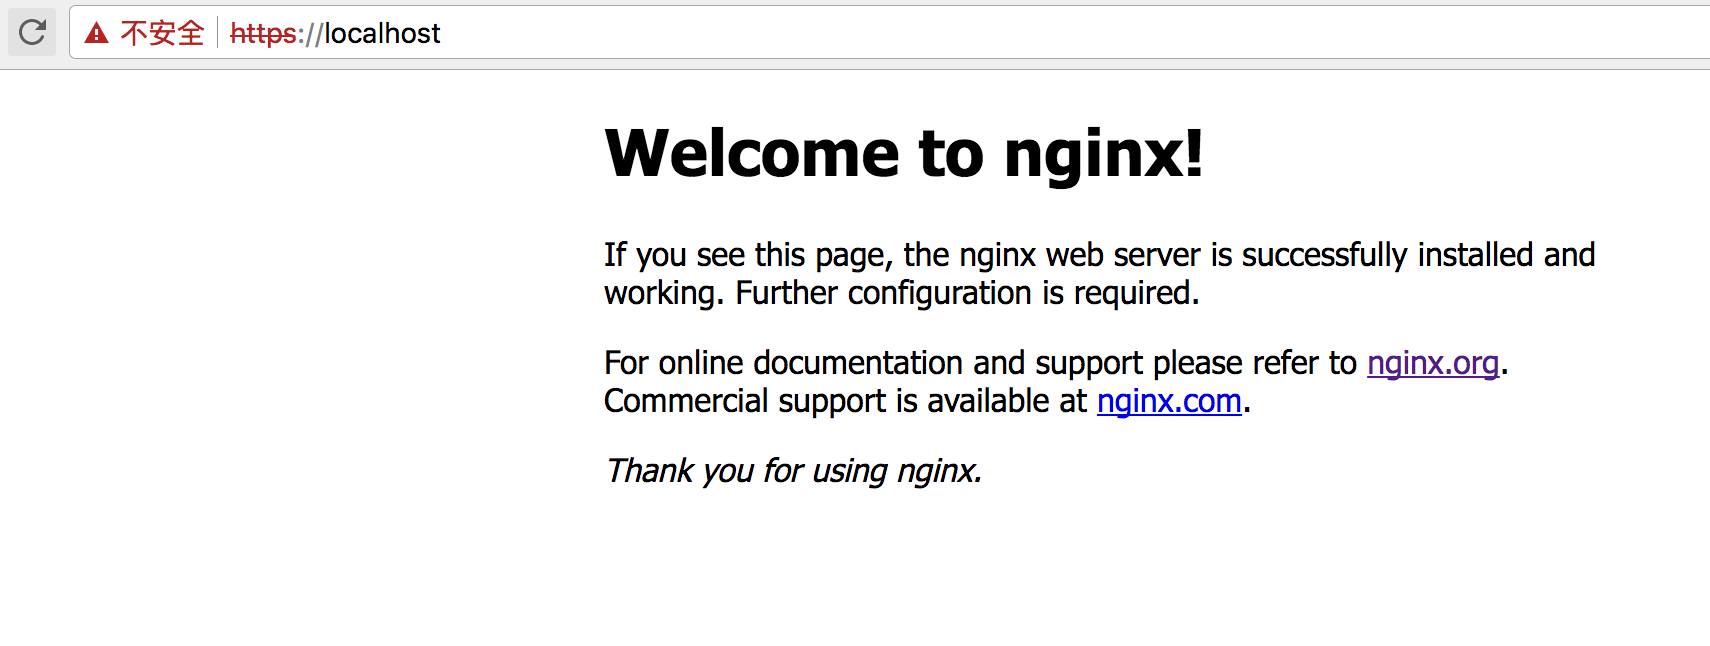 不安全 https://localhost
Welcome to nginx!
If you see this page, the nginx web server is successfully installed and
working. Further configuration is required.
For online documentation and support please refer to nginx.org.
Commercial support is available at nginx.com.
Thank you for using nginx.